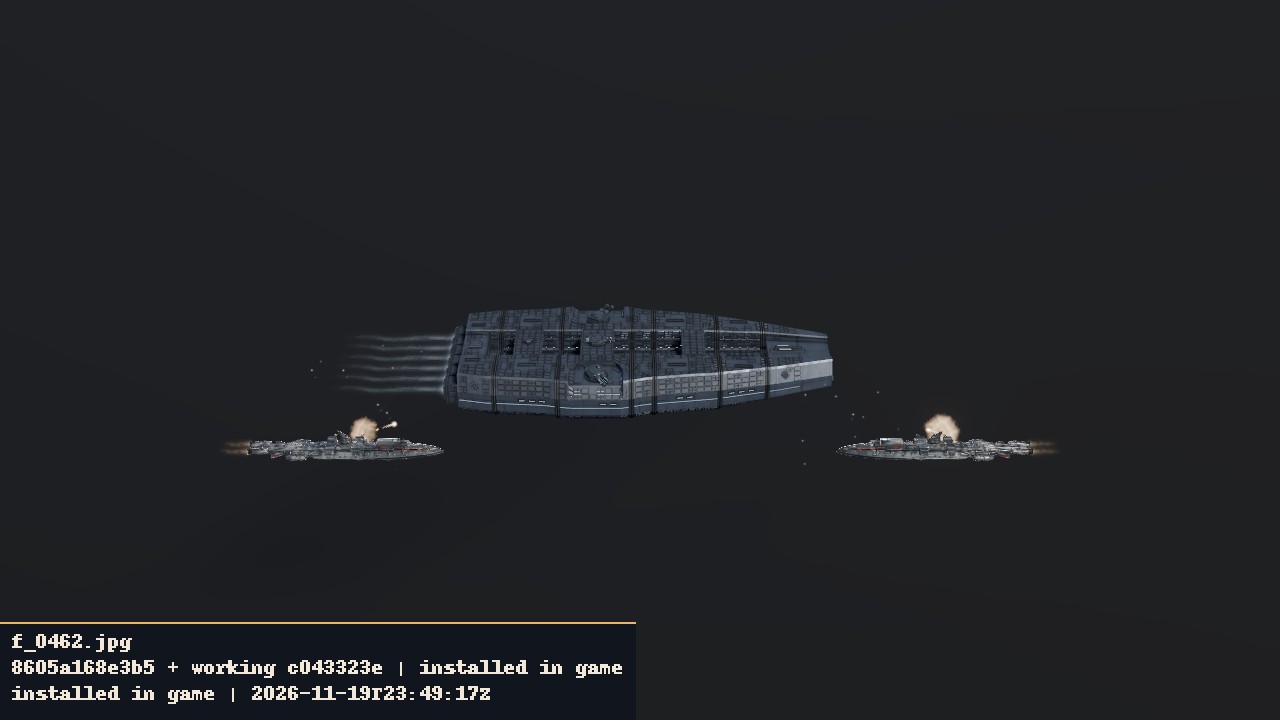 f_0462.jpg
8605a168e3b5 + working c043323e | installed in game
installed in game | 2026-11-19T23:49:17Z